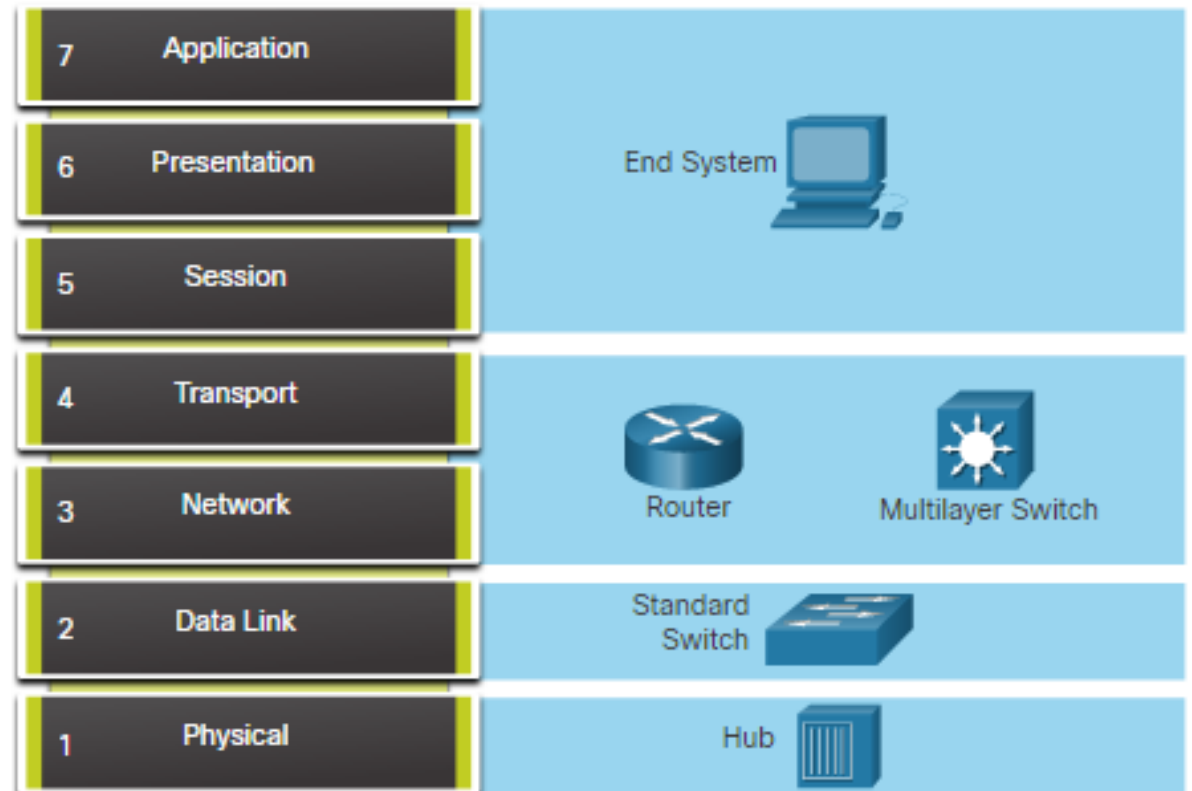 7 Application
6 Presentation
End System
5 Session
4 Transport
3 Network
Router
Multilayer Switch
2 Data Link
Standard
Switch
1 Physical
Hub